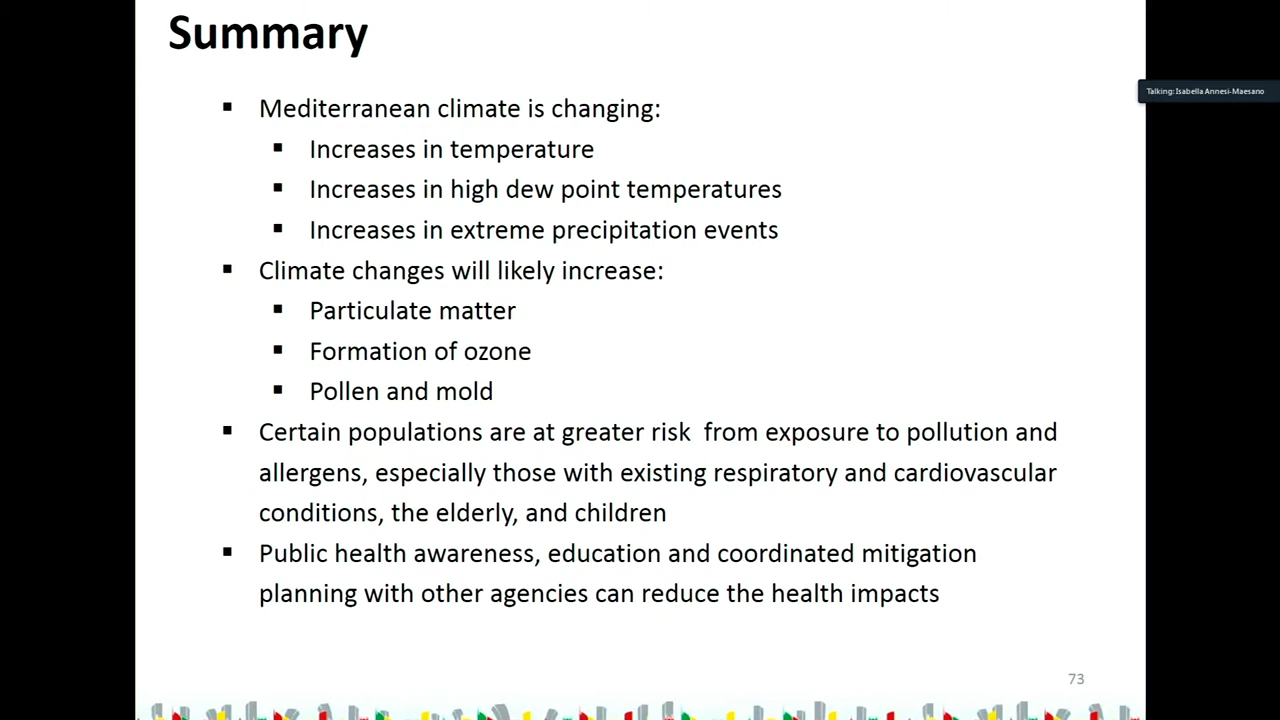 Summary
Talking: Isabella Annesi-Maesano
▪ Mediterranean climate is changing:
▪ Increases in temperature
▪ Increases in high dew point temperatures
▪ Increases in extreme precipitation events
▪ Climate changes will likely increase:
▪ Particulate matter
▪ Formation of ozone
▪ Pollen and mold
▪ Certain populations are at greater risk  from exposure to pollution and
allergens, especially those with existing respiratory and cardiovascular
conditions, the elderly, and children
▪ Public health awareness, education and coordinated mitigation
planning with other agencies can reduce the health impacts
73